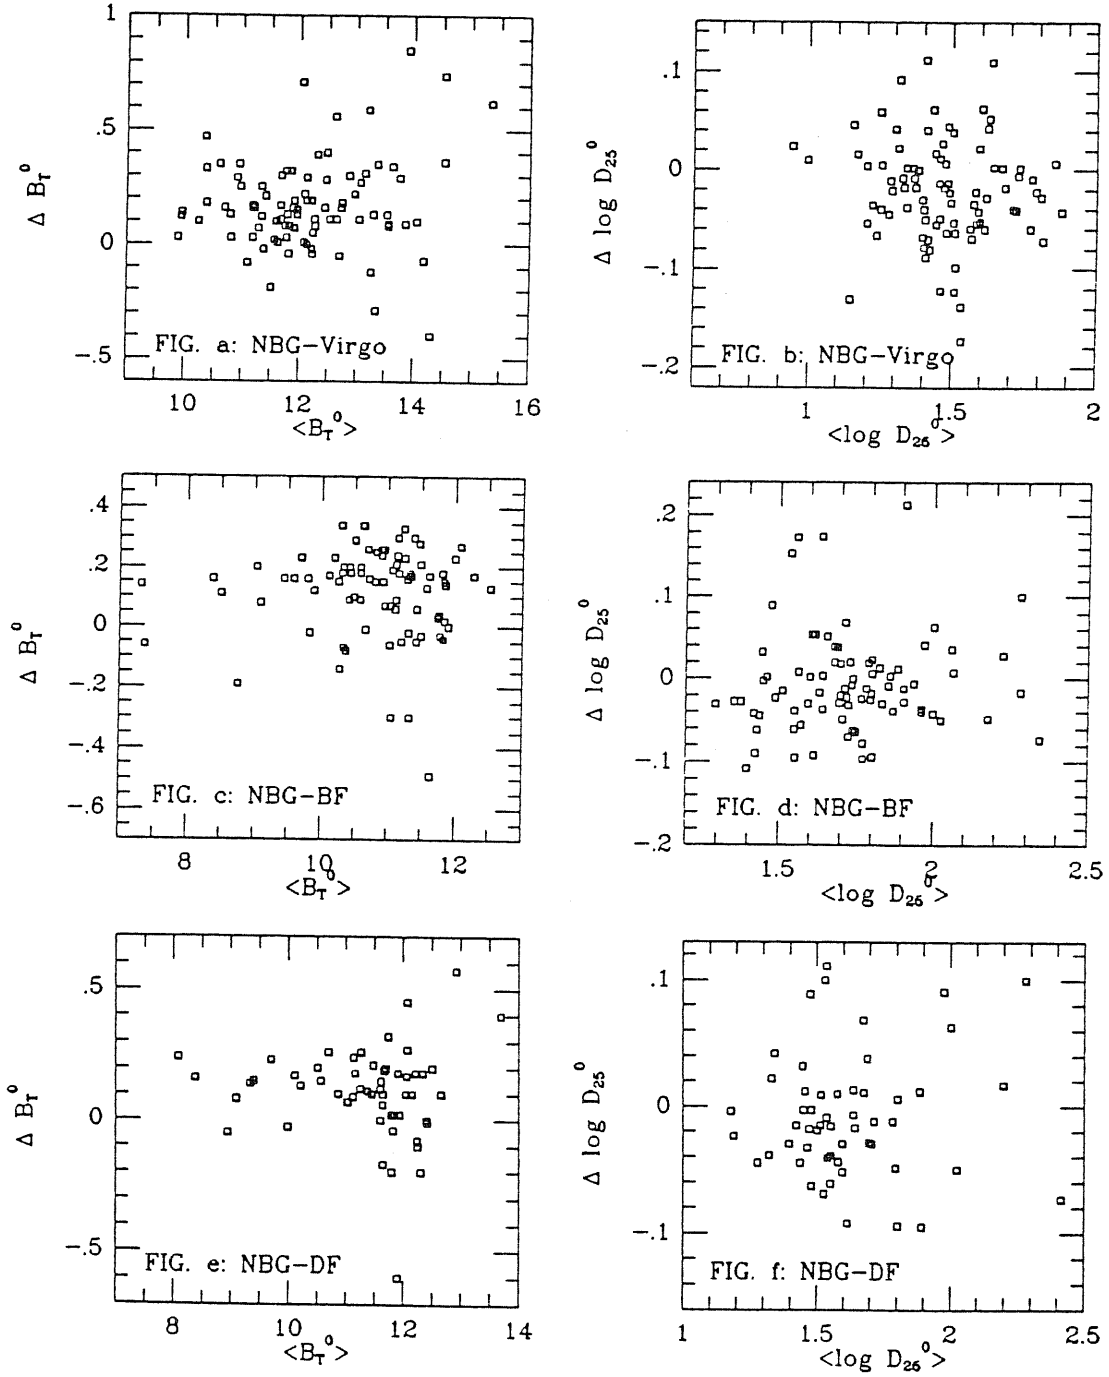 1
.5
0
-.5
Δ B_T^0
FIG. a: NBG-Virgo
10 12 14 16
<B_T^0>
.1
0
-.1
-.2
Δ log D_25^0
FIG. b: NBG-Virgo
1 1.5 2
<log D_25^0>
.4
.2
0
-.2
-.4
-.6
Δ B_T^0
FIG. c: NBG-BF
8 10 12
<B_T^0>
.2
.1
0
-.1
-.2
Δ log D_25^0
FIG. d: NBG-BF
1.5 2 2.5
<log D_25^0>
.5
0
-.5
Δ B_T^0
FIG. e: NBG-DF
8 10 12 14
<B_T^0>
.1
0
-.1
Δ log D_25^0
FIG. f: NBG-DF
1 1.5 2 2.5
<log D_25^0>